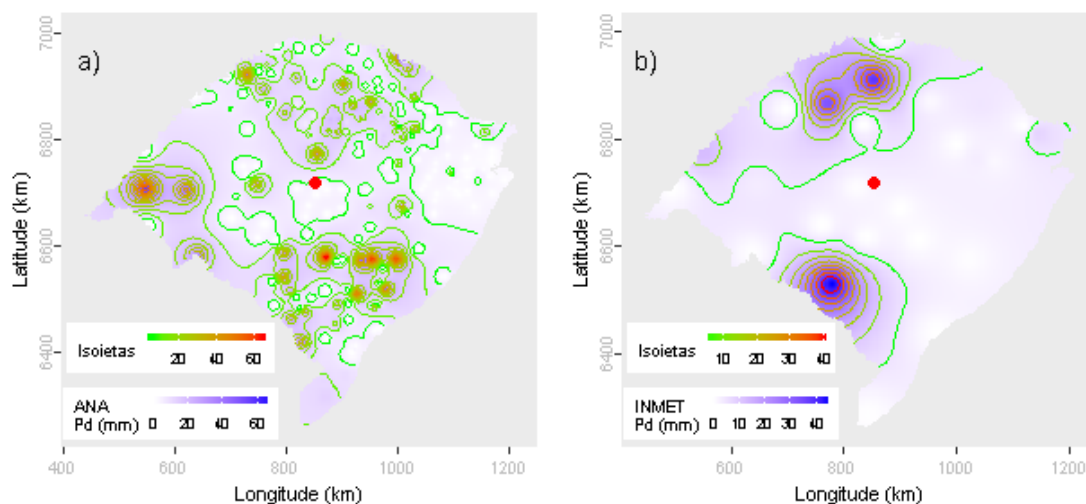 a)
7000
6800
6600
6400
Latitude (km)
Isoietas
20 40 60
ANA
Pd (mm) 0 20 40 60
400 600 800 1000 1200
Longitude (km)
b)
7000
6800
6600
6400
Latitude (km)
Isoietas
10 20 30 40
INMET
Pd (mm) 0 10 20 30 40
600 800 1000 1200
Longitude (km)